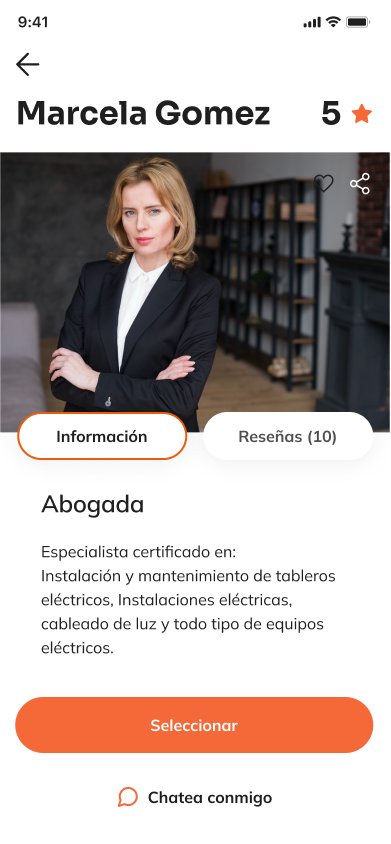 9:41
Marcela Gomez 5
Información Reseñas (10)
Abogada
Especialista certificado en:
Instalación y mantenimiento de tableros
eléctricos, Instalaciones eléctricas,
cableado de luz y todo tipo de equipos
eléctricos.
Seleccionar
Chatea conmigo